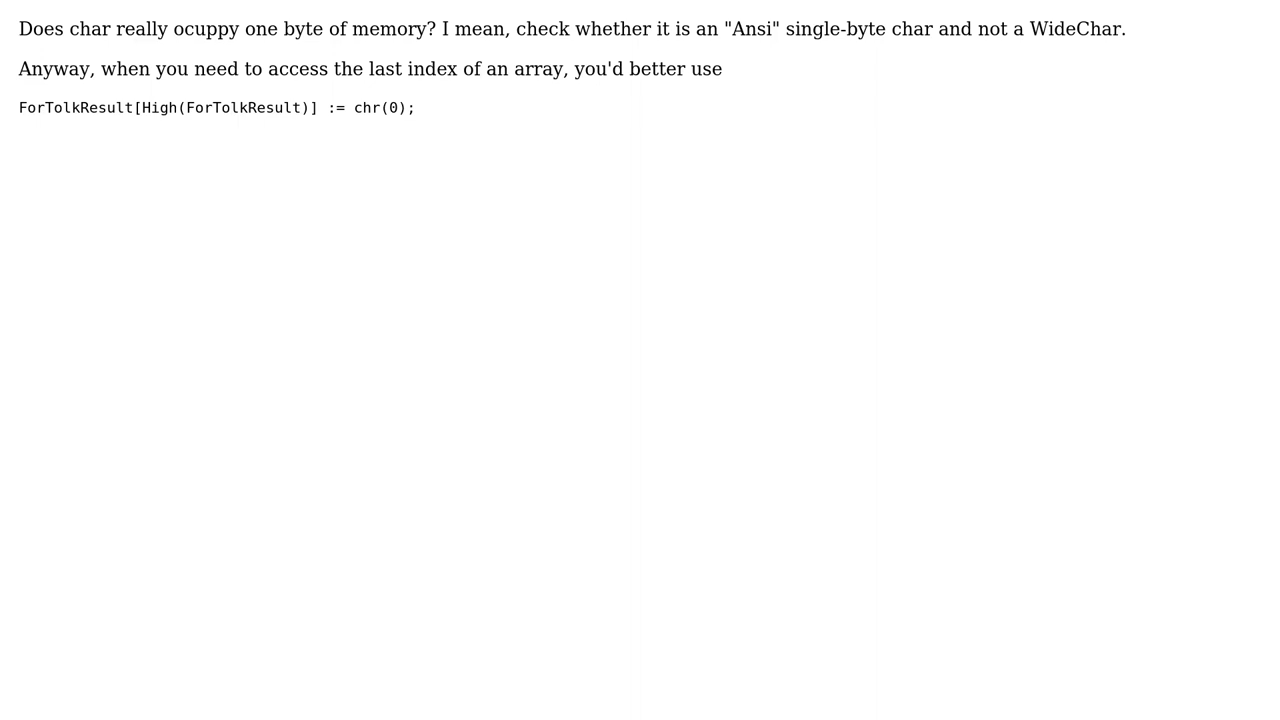 Does char really ocuppy one byte of memory? I mean, check whether it is an "Ansi" single-byte char and not a WideChar.
Anyway, when you need to access the last index of an array, you'd better use
ForTolkResult[High(ForTolkResult)] := chr(0);